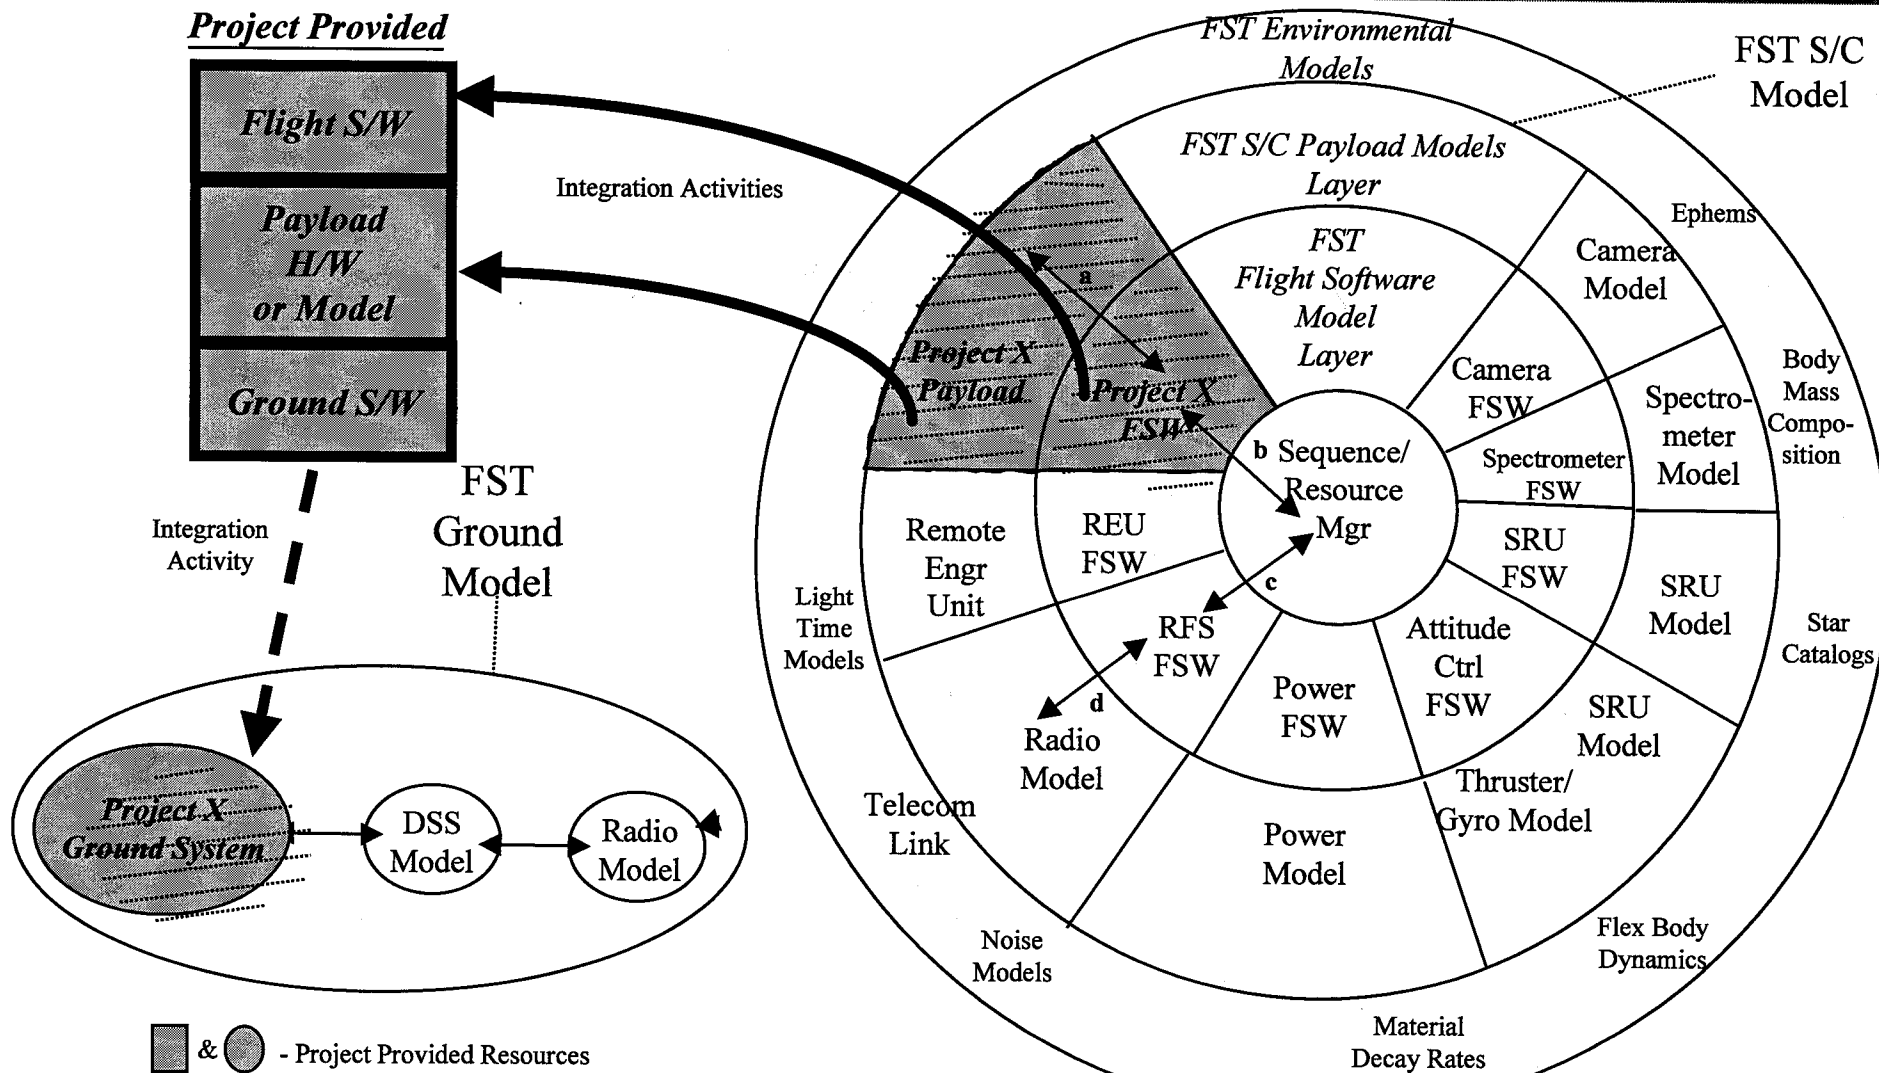 Project Provided
Flight S/W
Payload
H/W
or Model
Ground S/W
Integration Activities
Integration
Activity
FST
Ground
Model
Project X
Ground System
DSS
Model
Radio
Model
& - Project Provided Resources
FST Environmental
Models
FST S/C
Model
FST S/C Payload Models
Layer
FST
Flight Software
Model
Layer
Ephems
Camera
Model
Camera
FSW
Body
Mass
Compo-
sition
Spectro-
meter
Model
Spectrometer
FSW
a
Project X
Payload
Project X
FSW
b
Sequence/
Resource
Mgr
c
Remote
Engr
Unit
REU
FSW
SRU
FSW
SRU
Model
Star
Catalogs
Light
Time
Models
RFS
FSW
d
Radio
Model
Attitude
Ctrl
FSW
SRU
Model
Power
FSW
Thruster/
Gyro Model
Telecom
Link
Power
Model
Noise
Models
Flex Body
Dynamics
Material
Decay Rates